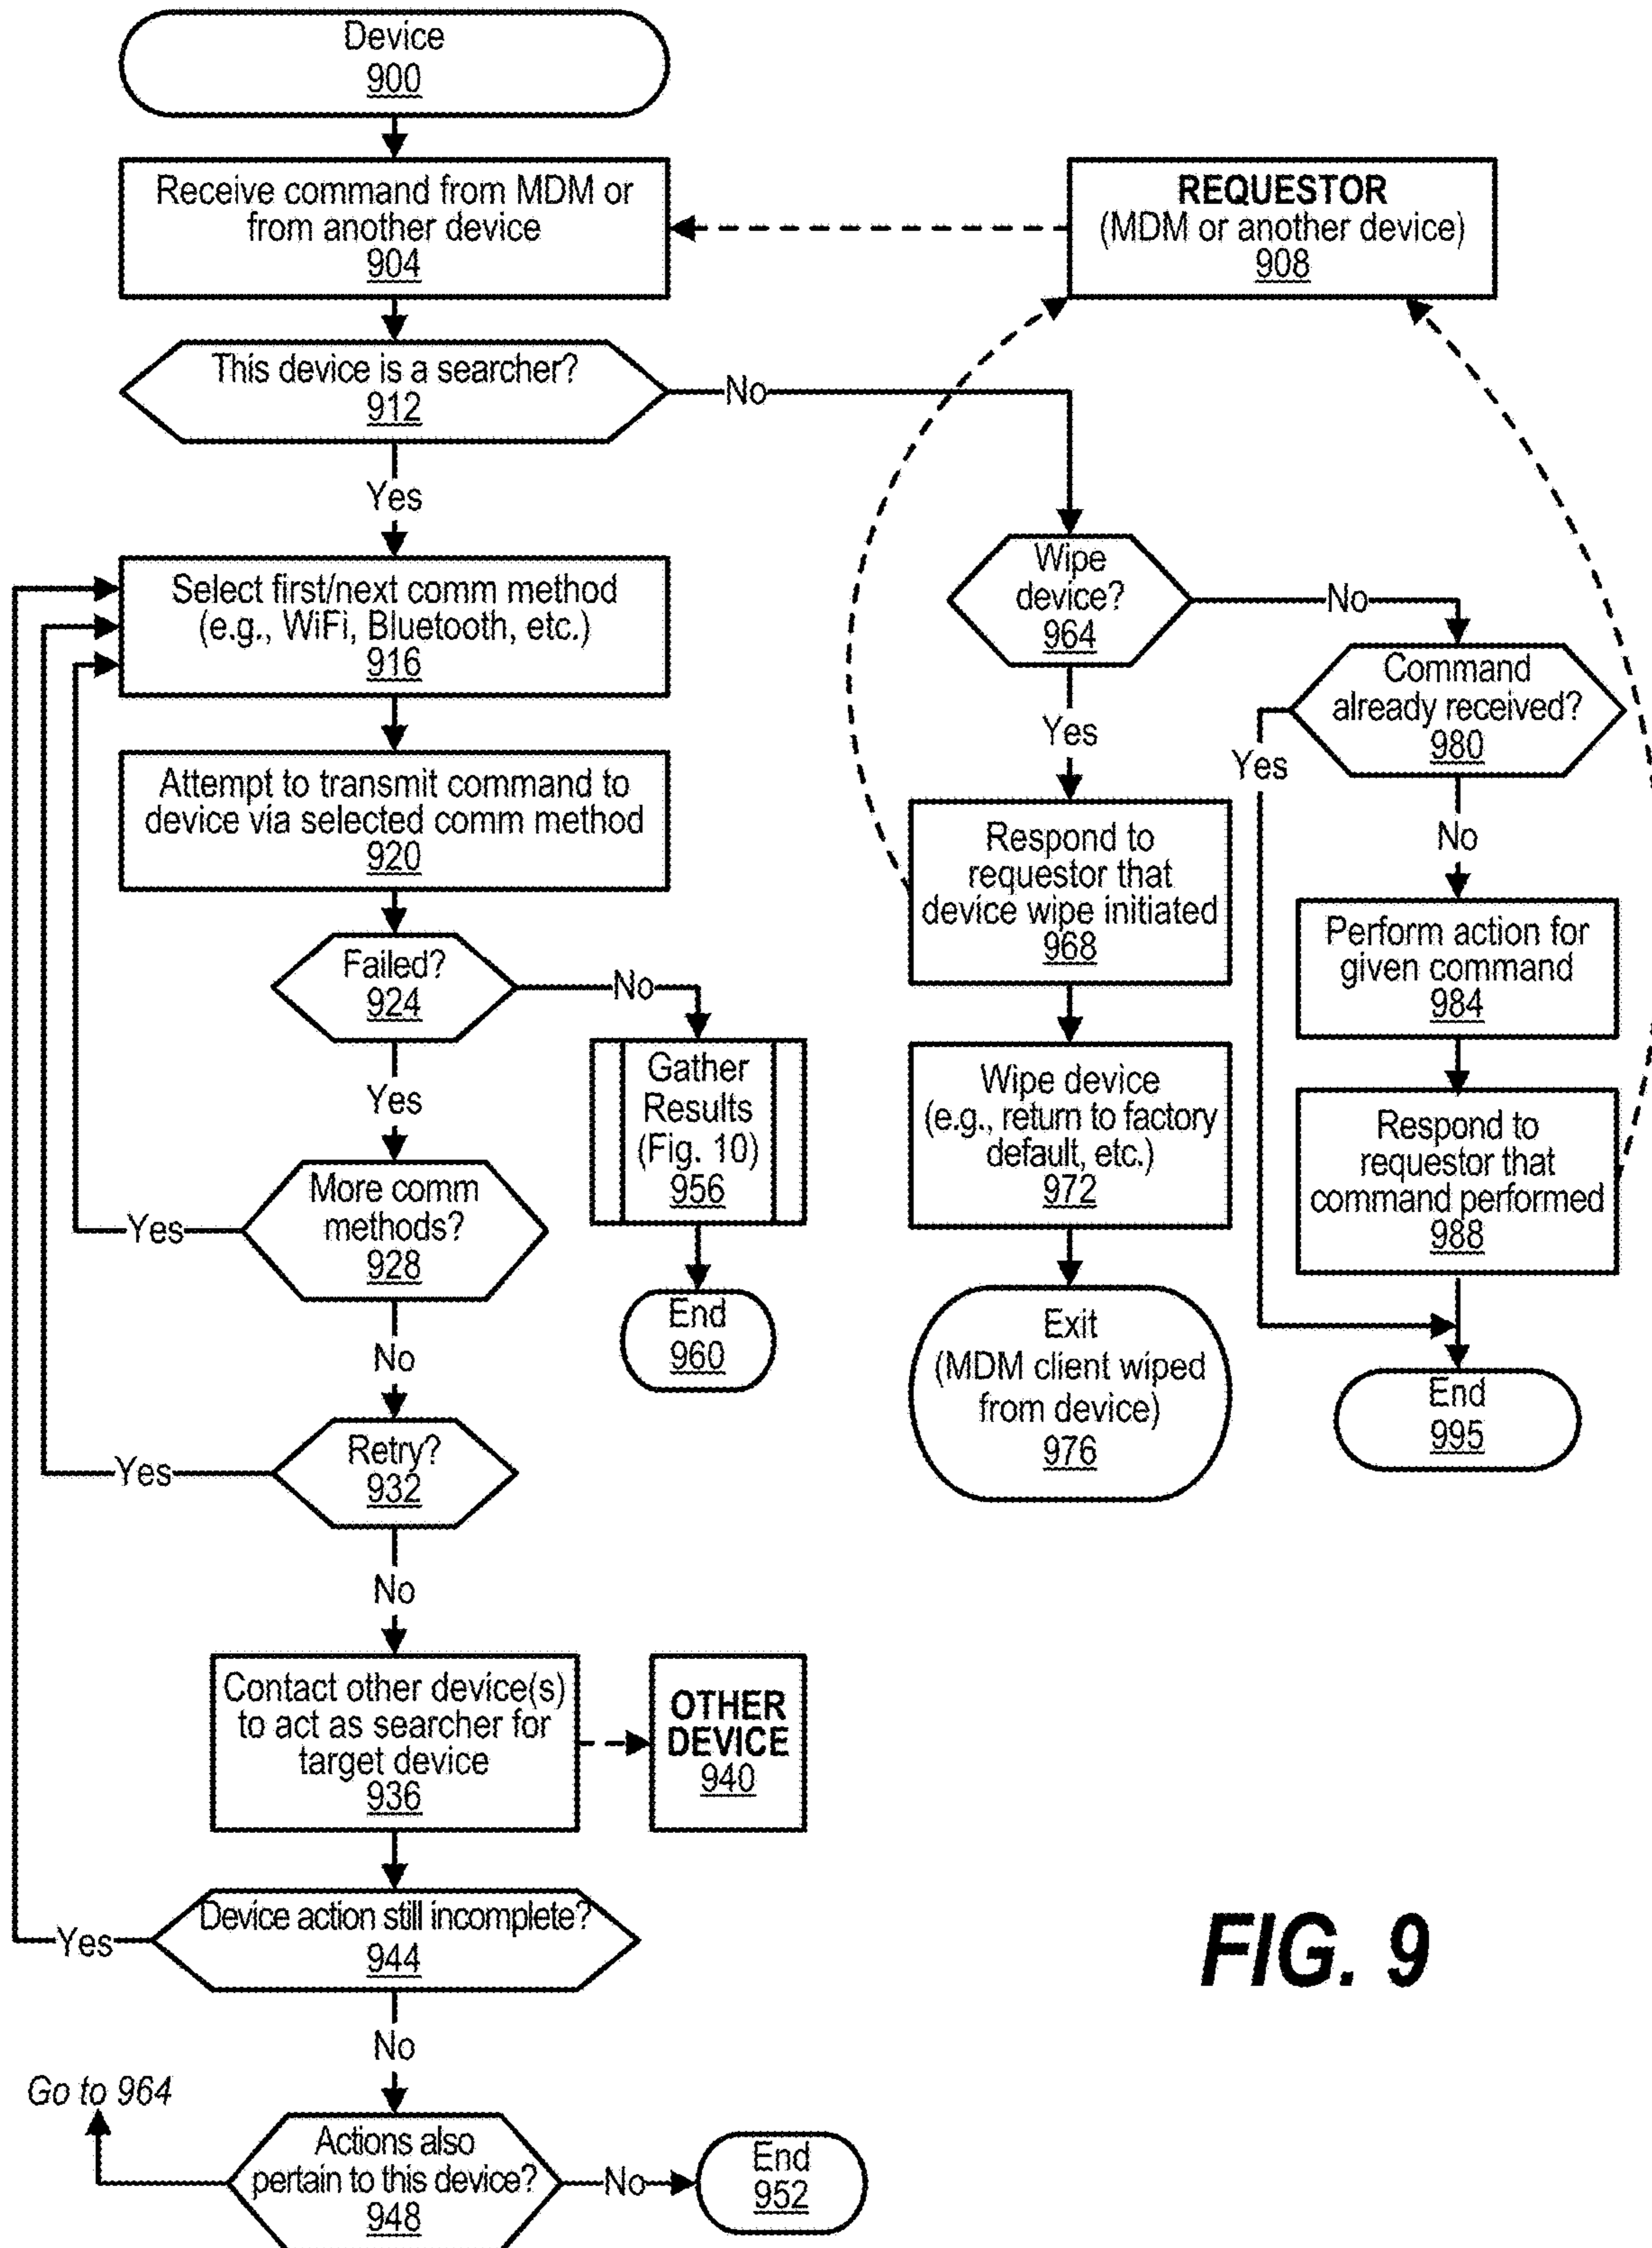 Device
900
Receive command from MDM or
from another device
904
REQUESTOR
(MDM or another device)
908
This device is a searcher?
912
No
Yes
Select first/next comm method
(e.g., WiFi, Bluetooth, etc.)
916
Attempt to transmit command to
device via selected comm method
920
Failed?
924
No
Yes
Gather
Results
(Fig. 10)
956
End
960
More comm
methods?
928
Yes
No
Retry?
932
Yes
No
Contact other device(s)
to act as searcher for
target device
936
OTHER
DEVICE
940
Device action still incomplete?
944
Yes
No
Go to 964
Actions also
pertain to this device?
948
No
End
952
Wipe
device?
964
No
Yes
Respond to
requestor that
device wipe initiated
968
Wipe device
(e.g., return to factory
default, etc.)
972
Exit
(MDM client wiped
from device)
976
Command
already received?
980
Yes
No
Perform action for
given command
984
Respond to
requestor that
command performed
988
End
995
FIG. 9